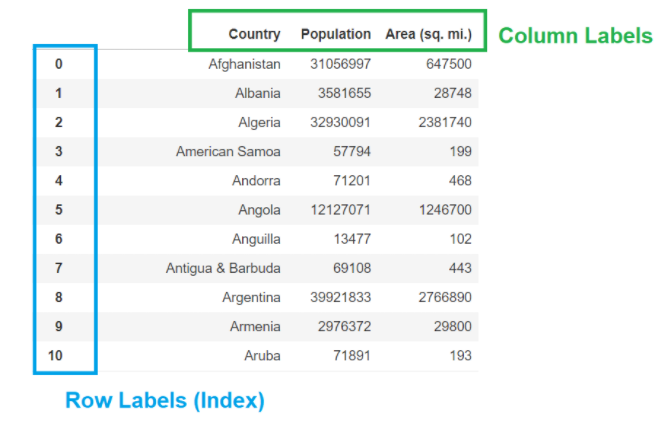 Country Population Area (sq. mi.) Column Labels
0 Afghanistan 31056997 647500
1 Albania 3581655 28748
2 Algeria 32930091 2381740
3 American Samoa 57794 199
4 Andorra 71201 468
5 Angola 12127071 1246700
6 Anguilla 13477 102
7 Antigua & Barbuda 69108 443
8 Argentina 39921833 2766890
9 Armenia 2976372 29800
10 Aruba 71891 193
Row Labels (Index)